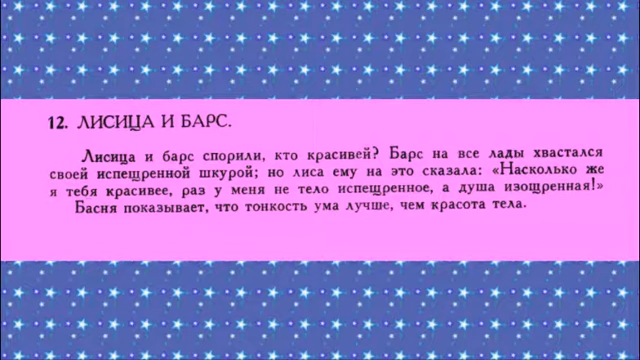 12. ЛИСИЦА И БАРС.
Лисица и барс спорили, кто красивей? Барс на все лады хвастался
своей испещренной шкурой; но лиса ему на это сказала: «Насколько же
я тебя красивее, раз у меня не тело испещренное, а душа изощренная!»
Басня показывает, что тонкость ума лучше, чем красота тела.